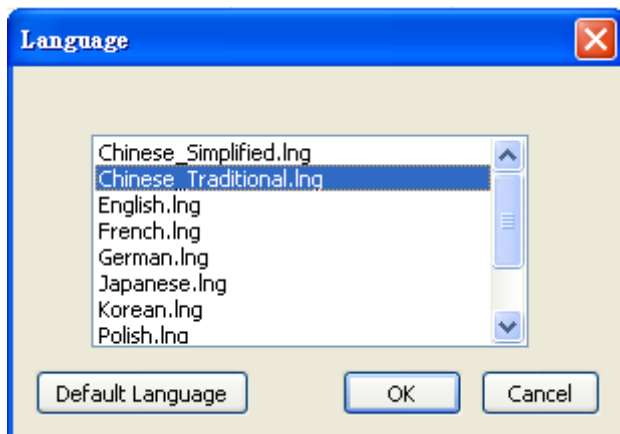 Language
Chinese_Simplified.lng
Chinese_Traditional.lng
English.lng
French.lng
German.lng
Japanese.lng
Korean.lng
Polish.lng
Default Language OK Cancel